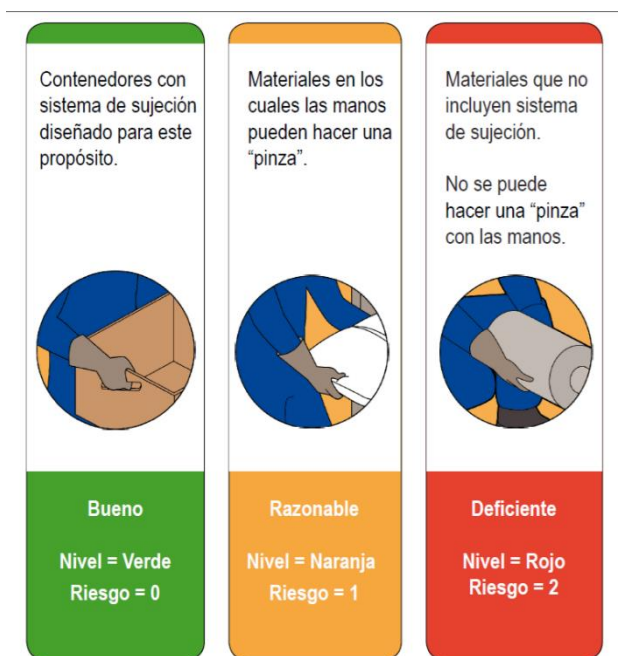 Contenedores con
sistema de sujeción
diseñado para este
propósito.
Bueno
Nivel = Verde
Riesgo = 0
Materiales en los
cuales las manos
pueden hacer una
“pinza”.
Razonable
Nivel = Naranja
Riesgo = 1
Materiales que no
incluyen sistema
de sujeción.
No se puede
hacer una “pinza”
con las manos.
Deficiente
Nivel = Rojo
Riesgo = 2